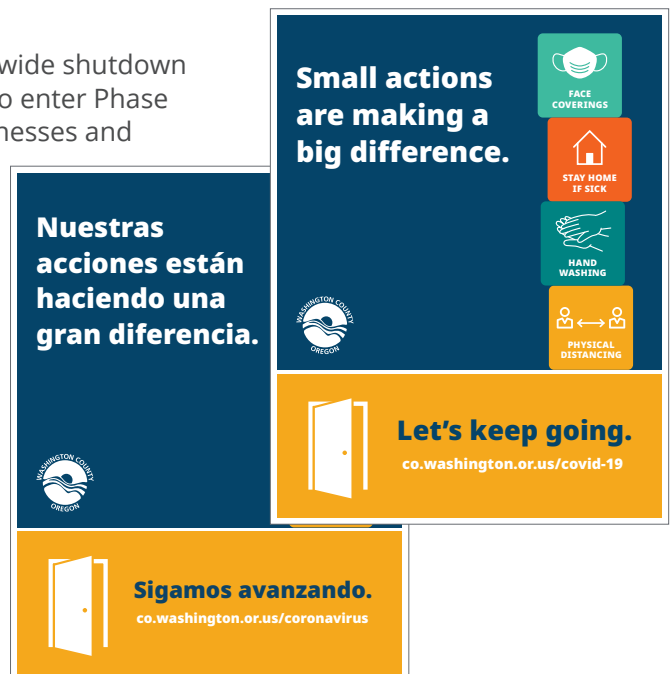 wide shutdown
o enter Phase
nesses and
Small actions
are making a
big difference.
FACE
COVERINGS
STAY HOME
IF SICK
HAND
WASHING
PHYSICAL
DISTANCING
WASHINGTON COUNTY
OREGON
Let's keep going.
co.washington.or.us/covid-19
Nuestras
acciones están
haciendo una
gran diferencia.
WASHINGTON COUNTY
OREGON
Sigamos avanzando.
co.washington.or.us/coronavirus